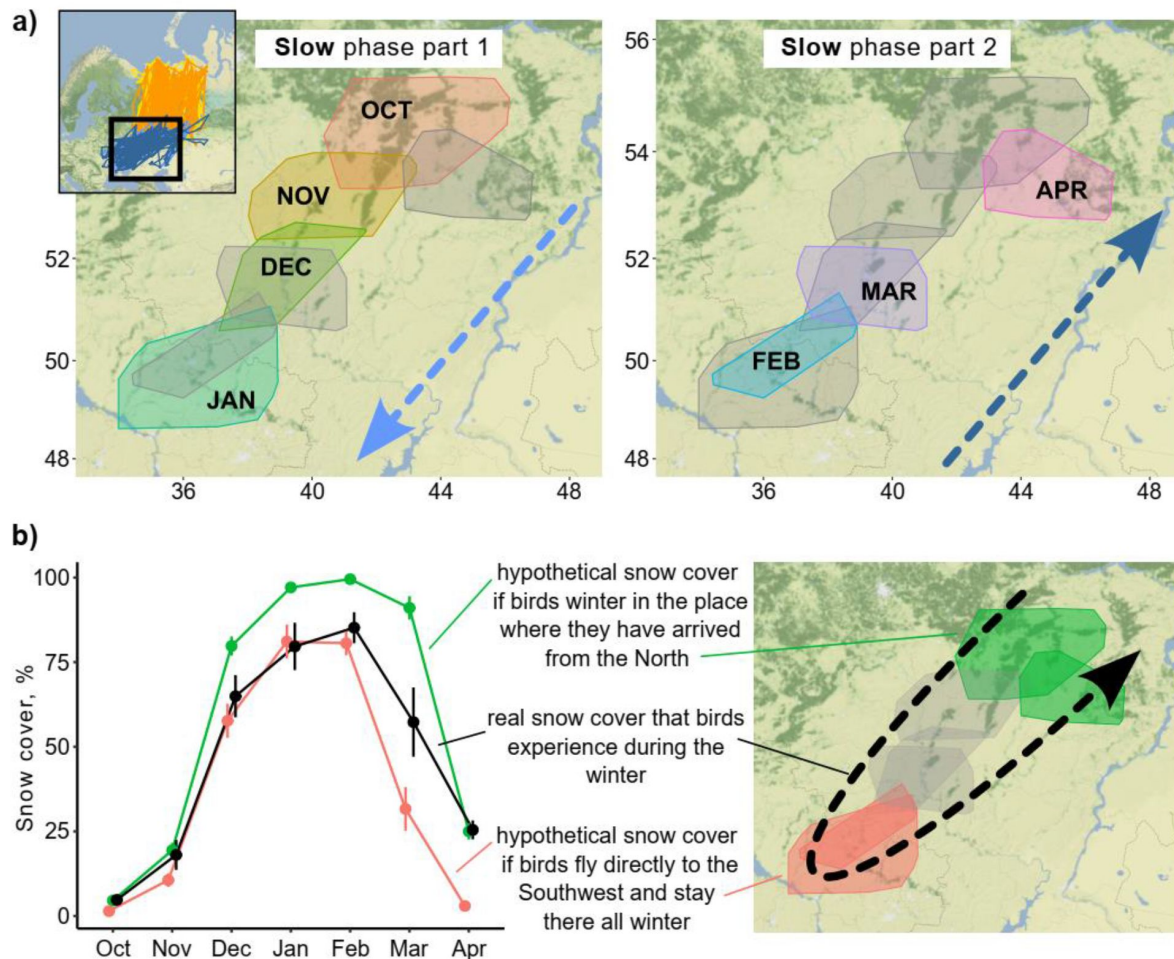 a)
Slow phase part 1
Slow phase part 2
56
54
52
50
48
OCT
NOV
DEC
JAN
52
50
48
36
40
44
48
APR
MAR
FEB
36
40
44
48
b)
Snow cover, %
100
75
50
25
0
Oct Nov Dec Jan Feb Mar Apr
hypothetical snow cover
if birds winter in the place
where they have arrived
from the North
real snow cover that birds
experience during the
winter
hypothetical snow cover
if birds fly directly to the
Southwest and stay
there all winter